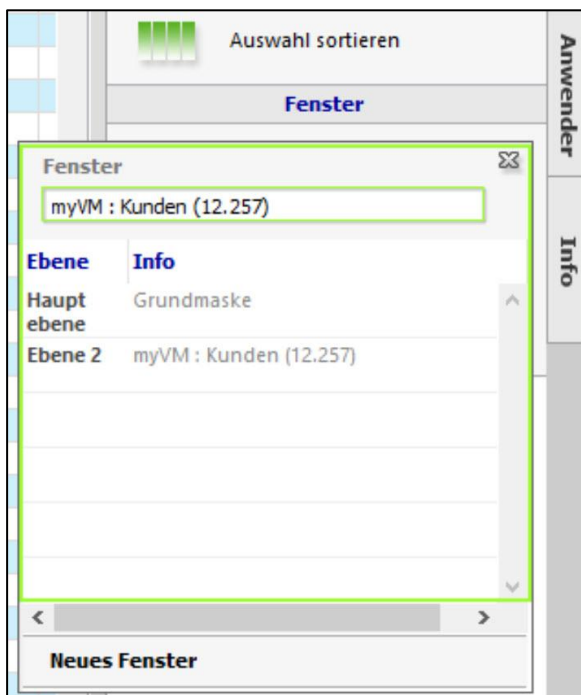 Auswahl sortieren
Fenster
Fenster
myVM : Kunden (12.257)
Ebene Info
Haupt Grundmaske
ebene
Ebene 2 myVM : Kunden (12.257)
Neues Fenster
Anwender
Info